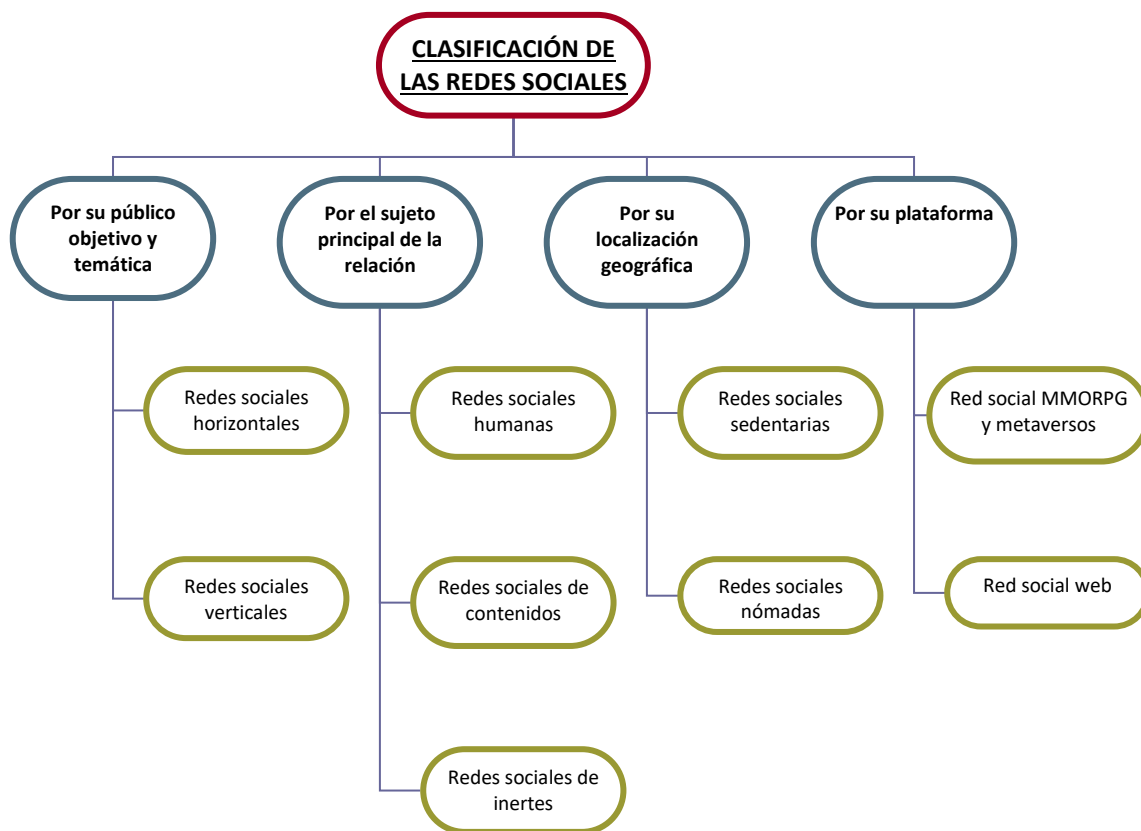 CLASIFICACIÓN DE
LAS REDES SOCIALES
Por su público
objetivo y
temática
Por el sujeto
principal de la
relación
Por su
localización
geográfica
Por su plataforma
Redes sociales
horizontales
Redes sociales
humanas
Redes sociales
sedentarias
Red social MMORPG
y metaversos
Redes sociales
verticales
Redes sociales de
contenidos
Redes sociales
nómadas
Red social web
Redes sociales de
inertes